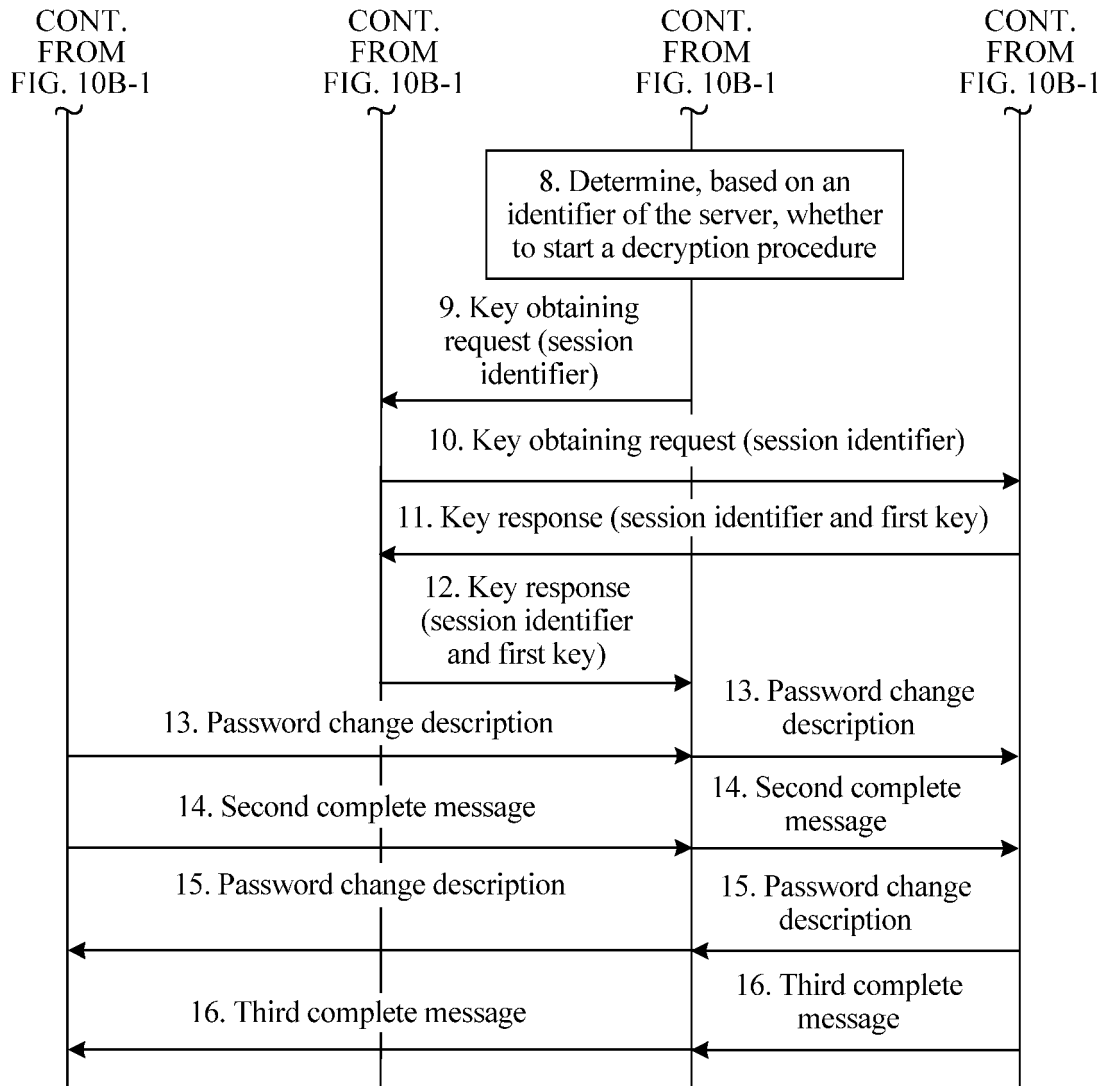 CONT.
FROM
FIG. 10B-1
CONT.
FROM
FIG. 10B-1
CONT.
FROM
FIG. 10B-1
CONT.
FROM
FIG. 10B-1
8. Determine, based on an
identifier of the server, whether
to start a decryption procedure
9. Key obtaining
request (session
identifier)
10. Key obtaining request (session identifier)
11. Key response (session identifier and first key)
12. Key response
(session identifier
and first key)
13. Password change description
13. Password change
description
14. Second complete message
14. Second complete
message
15. Password change description
15. Password change
description
16. Third complete message
16. Third complete
message